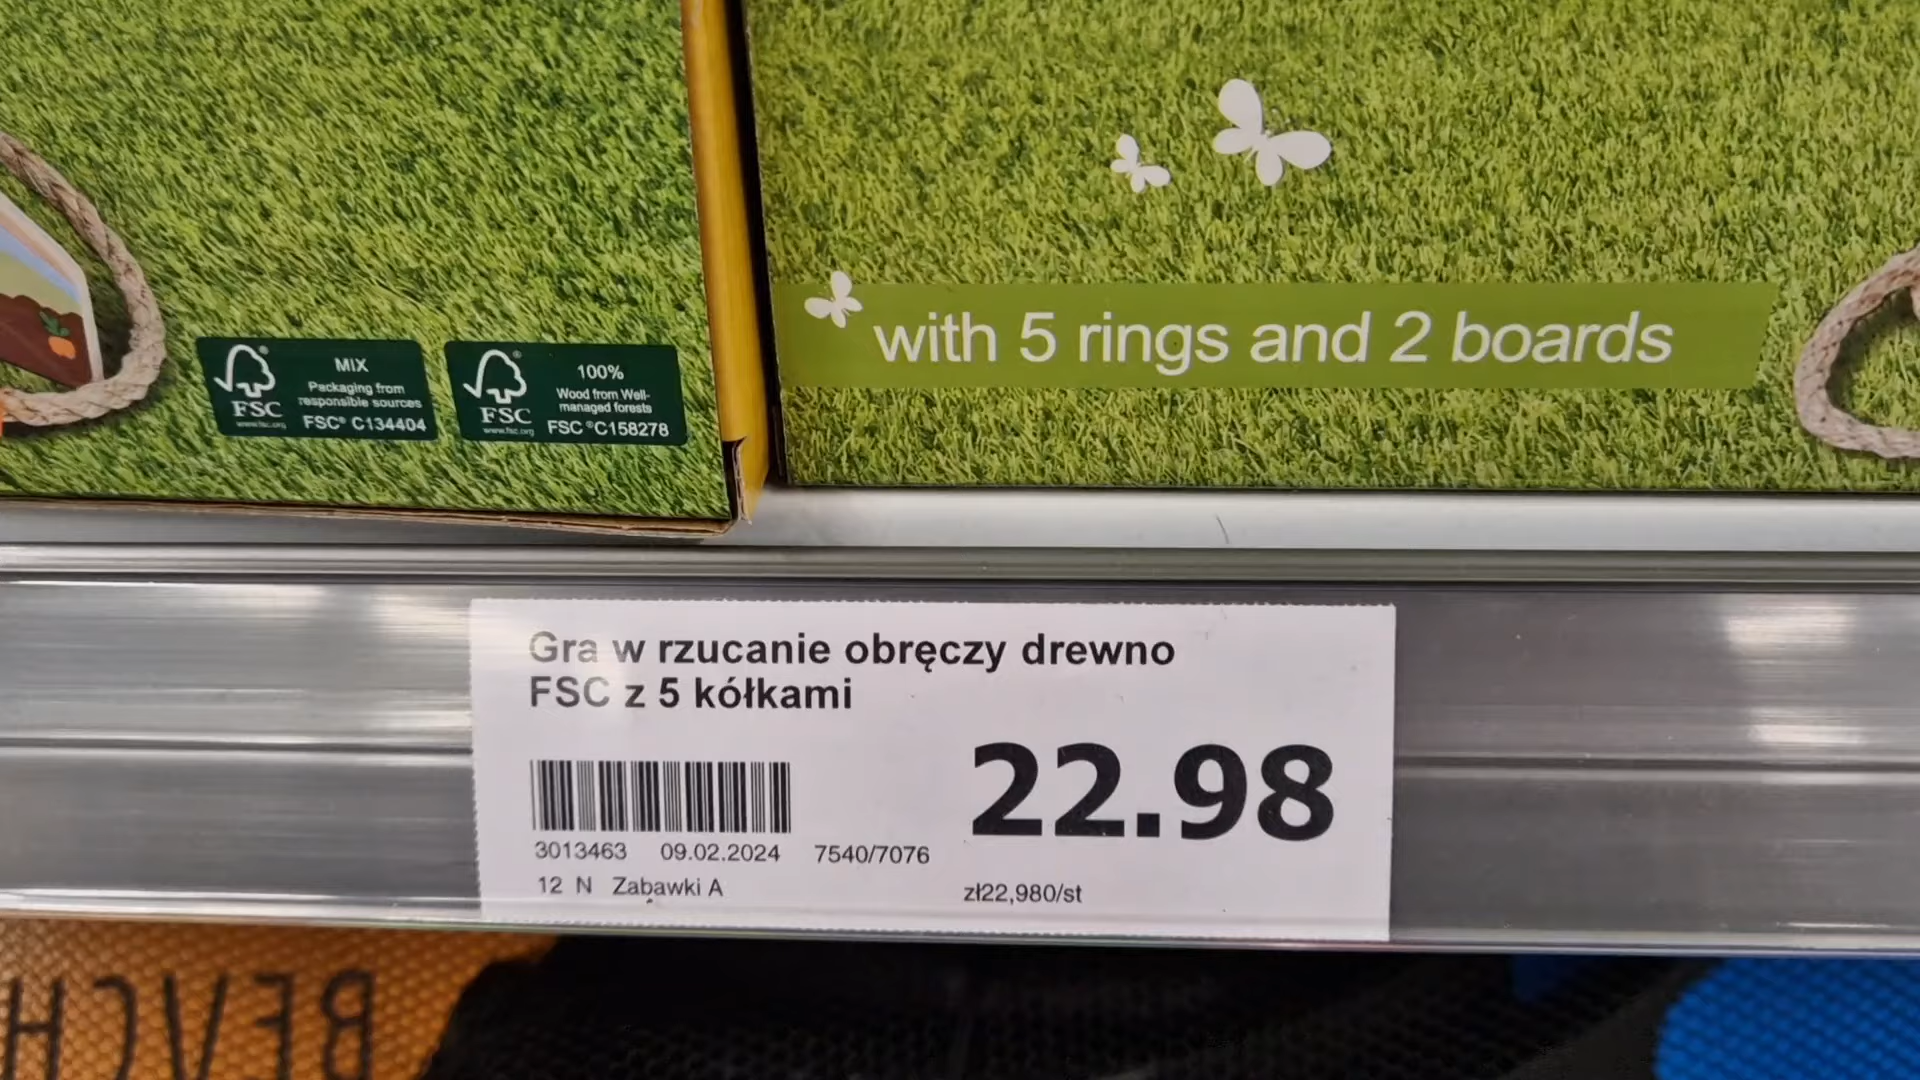 MIX
Packaging from
responsible sources
FSC® C134404
FSC
www.fsc.org
100%
Wood from Well-
managed forests
FSC ®C158278
FSC
www.fsc.org
with 5 rings and 2 boards
Gra w rzucanie obręczy drewno
FSC z 5 kółkami
22.98
3013463 09.02.2024 7540/7076
12 N Zabawki A
zł22,980/st
BEACH